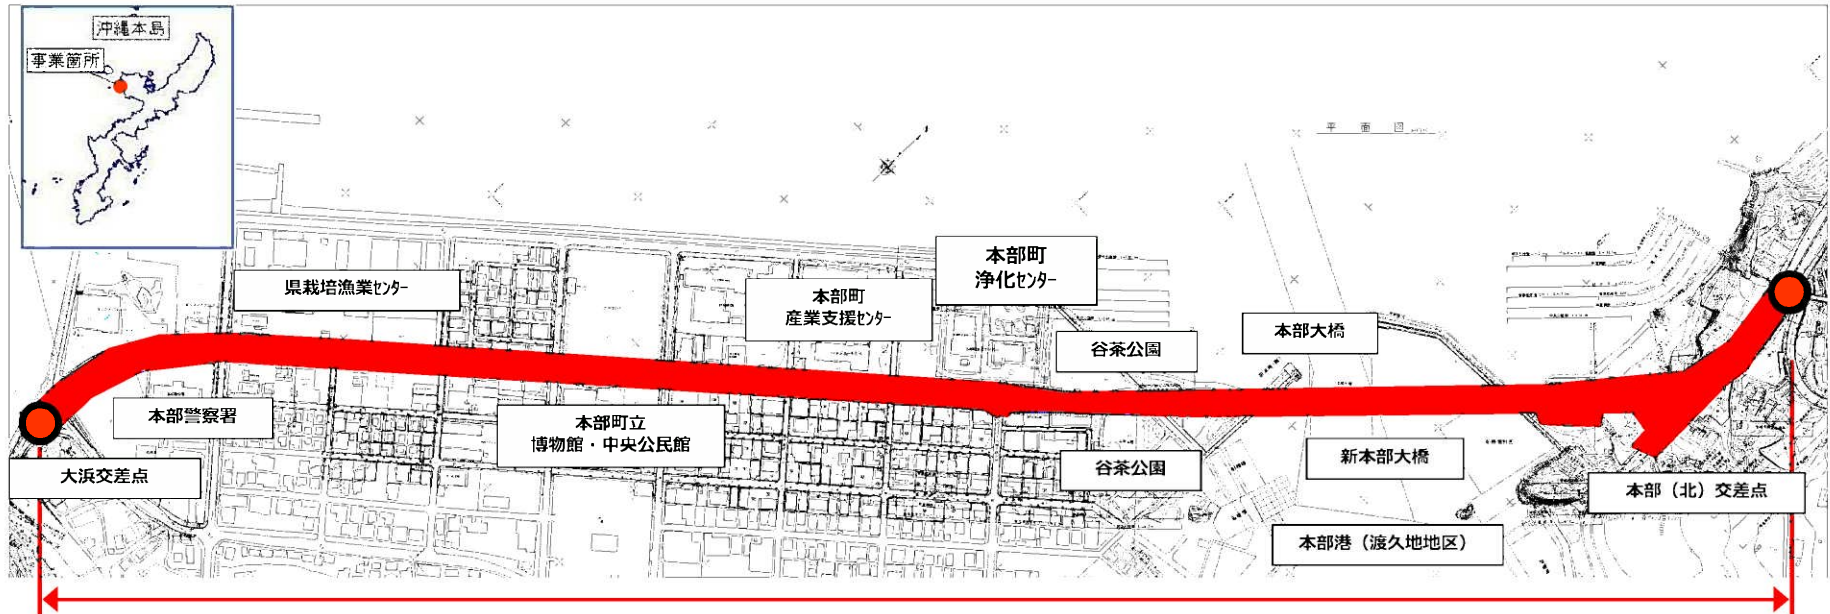 沖縄本島
事業箇所
平面図
県栽培漁業センター
本部町
産業支援センター
本部町
浄化センター
谷茶公園
本部大橋
本部警察署
大浜交差点
本部町立
博物館・中央公民館
谷茶公園
新本部大橋
本部（北）交差点
本部港（渡久地地区）